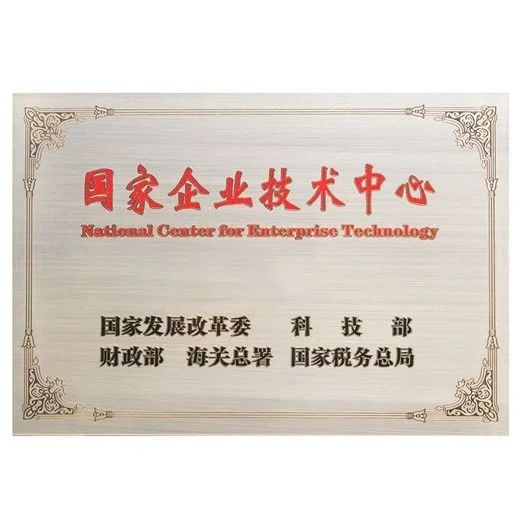 国家企业技术中心
National Center for Enterprise Technology
国家发展改革委 科技部
财政部 海关总署 国家税务总局